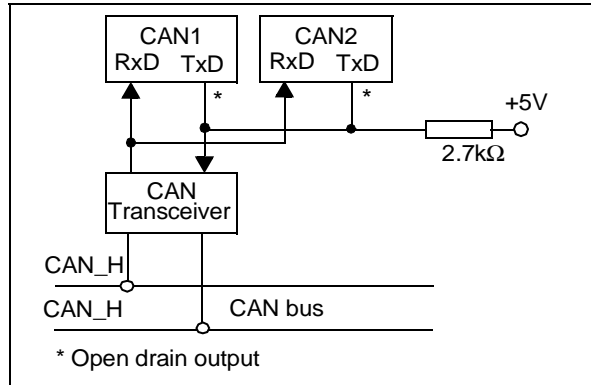 CAN1
RxD TxD
*
CAN2
RxD TxD
*
+5V
2.7kΩ
CAN
Transceiver
CAN_H
CAN_H
CAN bus
* Open drain output